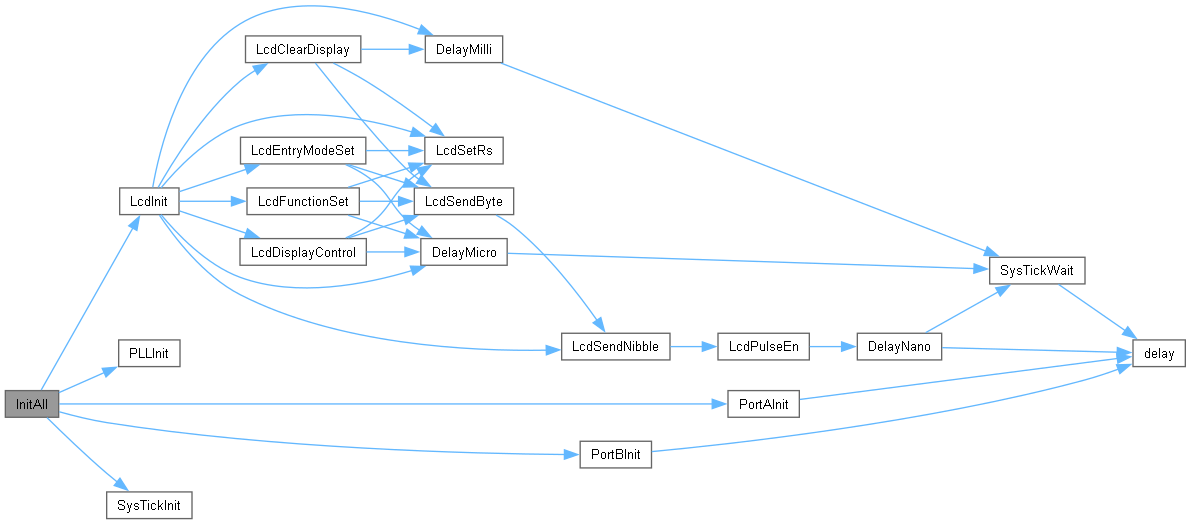 LcdClearDisplay
DelayMilli
LcdEntryModeSet
LcdSetRs
LcdInit
LcdFunctionSet
LcdSendByte
LcdDisplayControl
DelayMicro
SysTickWait
PLLInit
LcdSendNibble
LcdPulseEn
DelayNano
delay
InitAll
PortAInit
PortBInit
SysTickInit